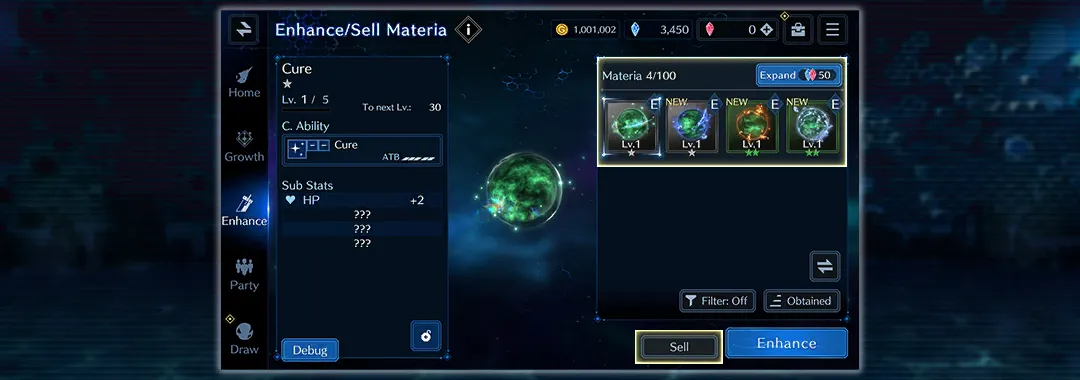 Enhance/Sell Materia i
G 1,001,002
3,450
0
Home
Growth
Enhance
Party
Draw
Cure
Lv. 1 / 5
To next Lv.: 30
C. Ability
Cure
ATB
Sub Stats
HP +2
???
???
???
Debug
Materia 4/100
Expand 50
E NEW E NEW E NEW E
Lv.1 Lv.1 Lv.1 Lv.1
Filter: Off
Obtained
Sell
Enhance